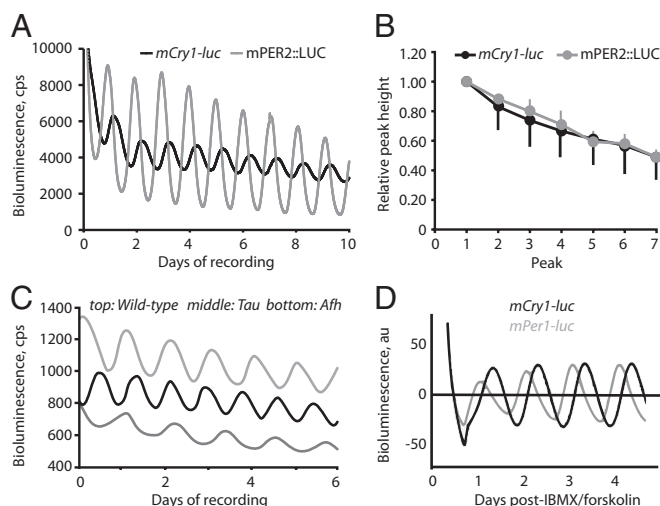 A
mCry1-luc mPER2::LUC
Bioluminescence, cps
10000
8000
6000
4000
2000
0
0 2 4 6 8 10
Days of recording
B
mCry1-luc mPER2::LUC
Relative peak height
1.20
1.00
0.80
0.60
0.40
0.20
0.00
0 1 2 3 4 5 6 7
Peak
C
top: Wild-type middle: Tau bottom: Afh
Bioluminescence, cps
1400
1200
1000
800
600
400
0 2 4 6
Days of recording
D
mCry1-luc
mPer1-luc
Bioluminescence, au
50
0
-50
0 1 2 3 4
Days post-IBMX/forskolin